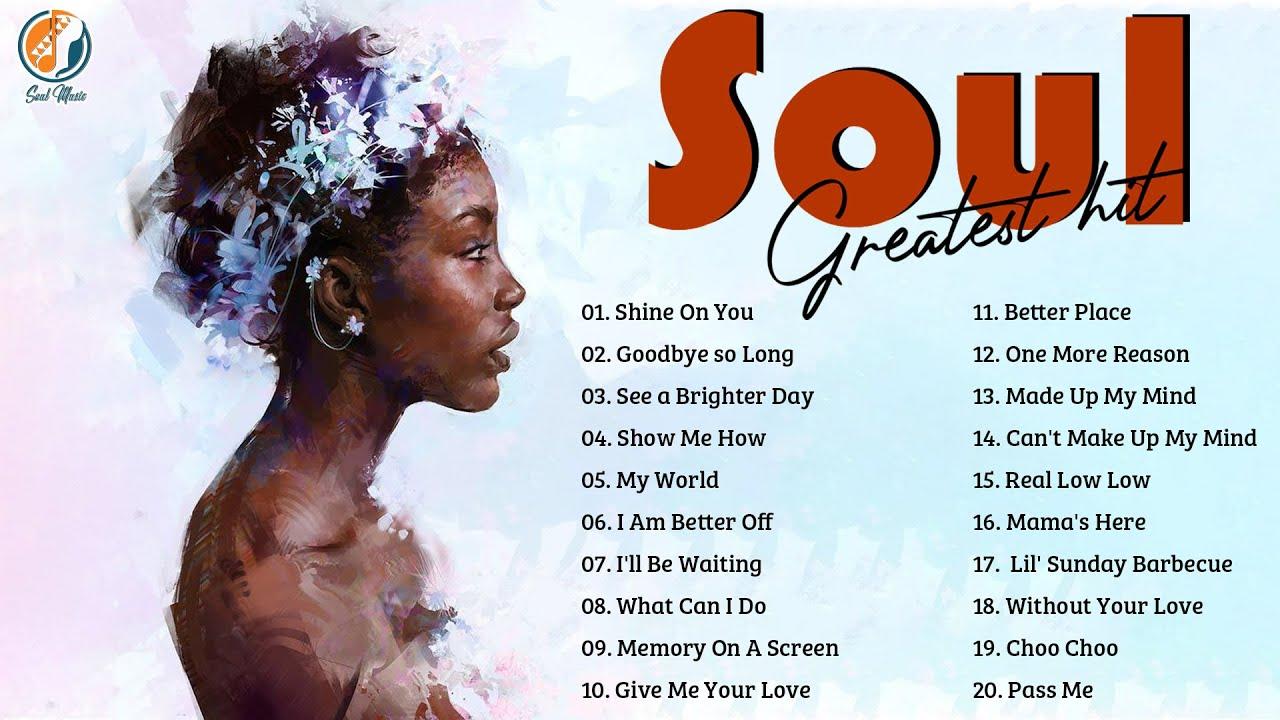 Soul Music
Soul
Greatest hit
01. Shine On You
02. Goodbye so Long
03. See a Brighter Day
04. Show Me How
05. My World
06. I Am Better Off
07. I'll Be Waiting
08. What Can I Do
09. Memory On A Screen
10. Give Me Your Love
11. Better Place
12. One More Reason
13. Made Up My Mind
14. Can't Make Up My Mind
15. Real Low Low
16. Mama's Here
17. Lil' Sunday Barbecue
18. Without Your Love
19. Choo Choo
20. Pass Me